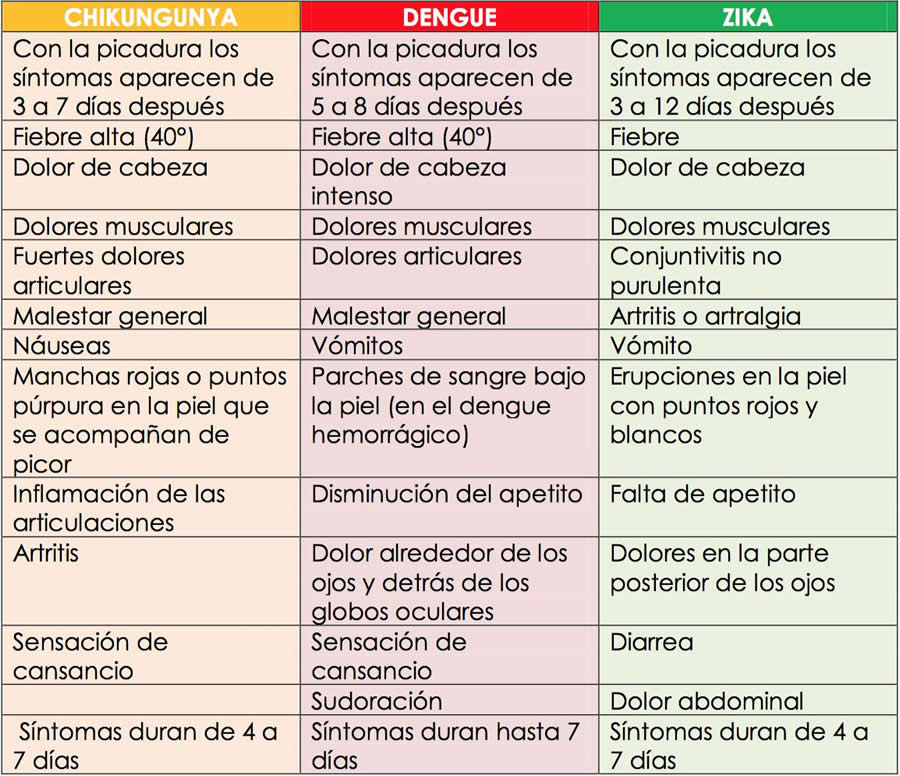 CHIKUNGUNYA DENGUE ZIKA
Con la picadura los Con la picadura los Con la picadura los
síntomas aparecen de síntomas aparecen de síntomas aparecen de
3 a 7 días después 5 a 8 días después 3 a 12 días después
Fiebre alta (40°) Fiebre alta (40°) Fiebre
Dolor de cabeza Dolor de cabeza Dolor de cabeza
intenso
Dolores musculares Dolores musculares Dolores musculares
Fuertes dolores Dolores articulares Conjuntivitis no
articulares purulenta
Malestar general Malestar general Artritis o artralgia
Náuseas Vómitos Vómito
Manchas rojas o puntos Parches de sangre bajo Erupciones en la piel
púrpura en la piel que la piel (en el dengue con puntos rojos y
se acompañan de hemorrágico) blancos
picor
Inflamación de las Disminución del apetito Falta de apetito
articulaciones
Artritis Dolor alrededor de los Dolores en la parte
ojos y detrás de los posterior de los ojos
globos oculares
Sensación de Sensación de Diarrea
cansancio cansancio
Sudoración Dolor abdominal
Síntomas duran de 4 a Síntomas duran hasta 7 Síntomas duran de 4 a
7 días días 7 días